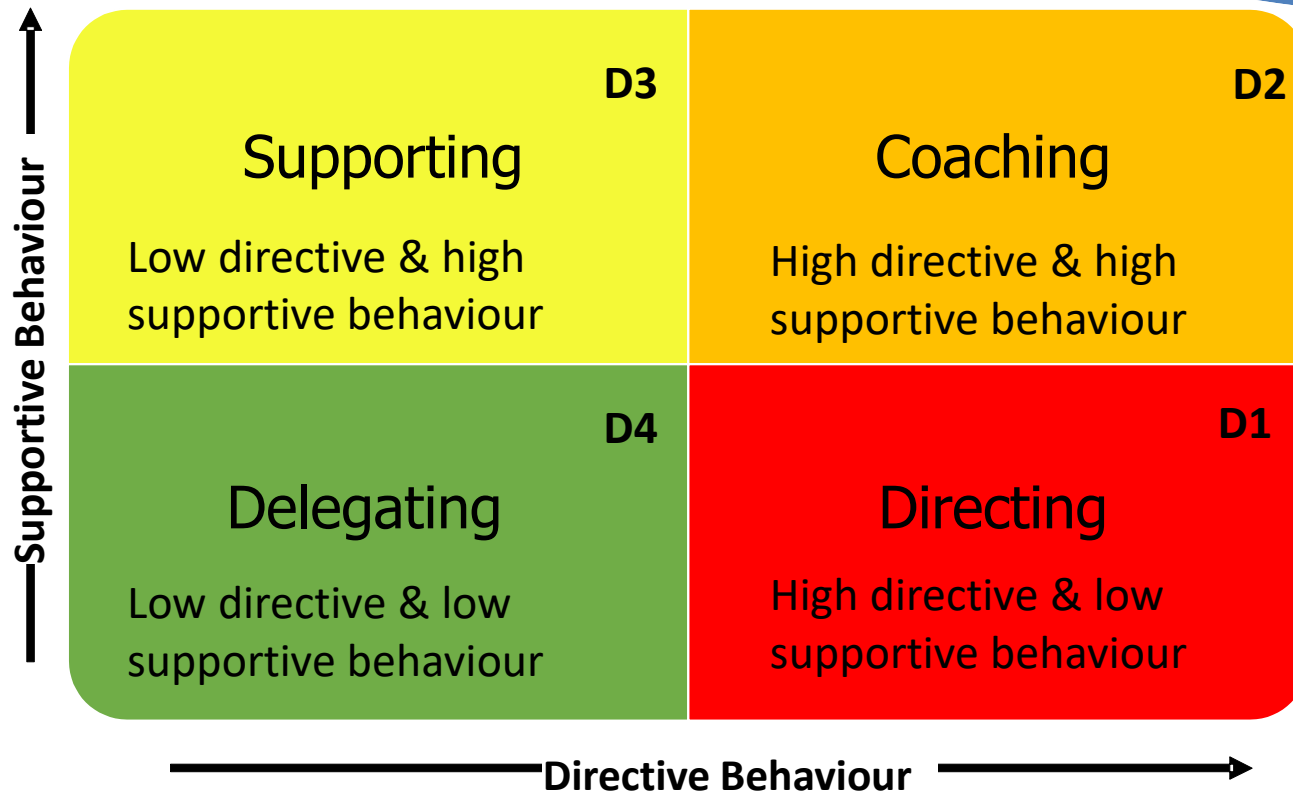 Supportive Behaviour
D3
Supporting
Low directive & high
supportive behaviour
D2
Coaching
High directive & high
supportive behaviour
D4
Delegating
Low directive & low
supportive behaviour
D1
Directing
High directive & low
supportive behaviour
Directive Behaviour